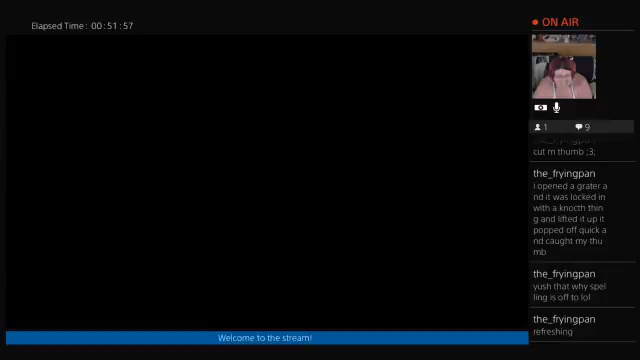 Elapsed Time : 00 : 51 : 57
ON AIR
1
9
the_fryingpan
cut m thumb ;3;
the_fryingpan
i opened a grater a
nd it was locked in
with a knocth thin
g and lifted it up it
popped off quick a
nd caught my thu
mb
the_fryingpan
yush that why spel
ling is off to lol
the_fryingpan
refreshing
Welcome to the stream!